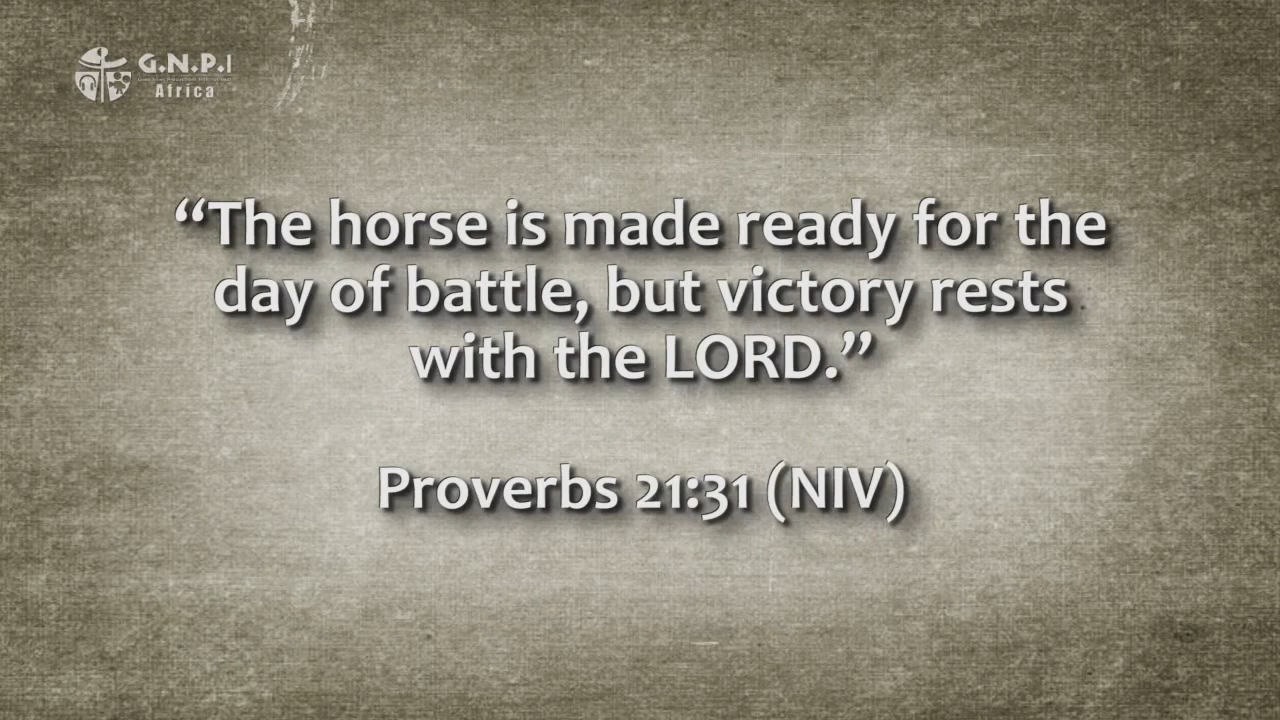 G.N.P.I
Africa
“The horse is made ready for the
day of battle, but victory rests
with the LORD.”
Proverbs 21:31 (NIV)